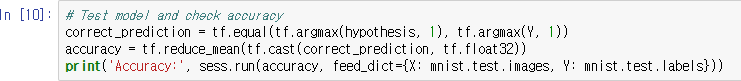 In [10]:
# Test model and check accuracy
correct_prediction = tf.equal(tf.argmax(hypothesis, 1), tf.argmax(Y, 1))
accuracy = tf.reduce_mean(tf.cast(correct_prediction, tf.float32))
print('Accuracy:', sess.run(accuracy, feed_dict={X: mnist.test.images, Y: mnist.test.labels}))